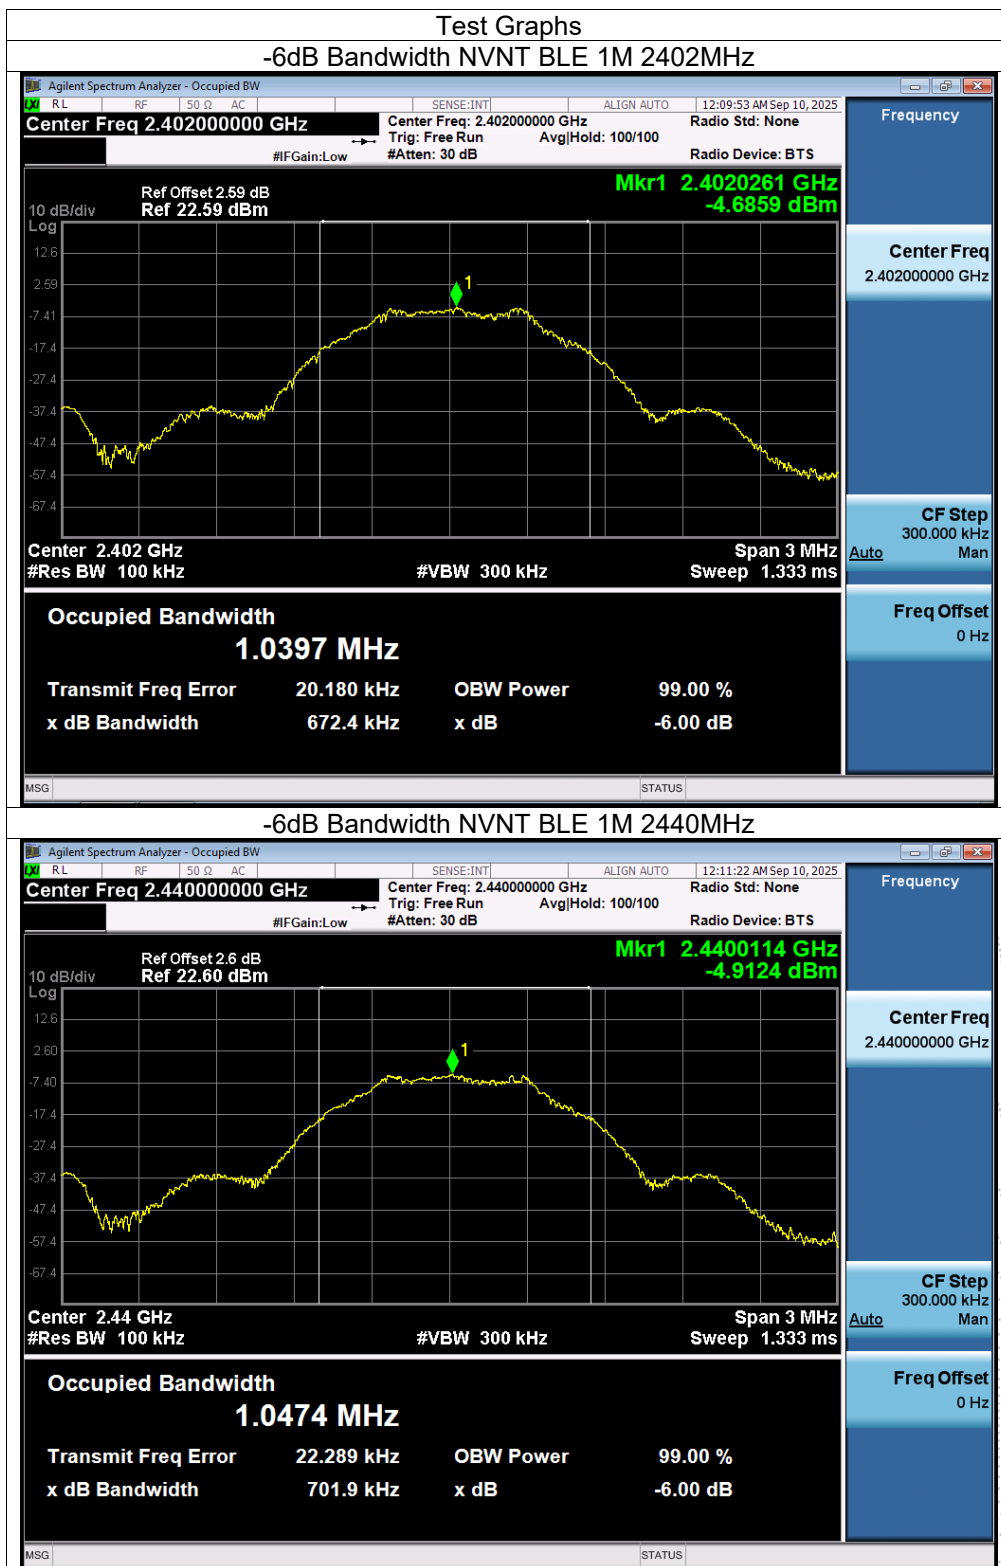 Test Graphs
-6dB Bandwidth NVNT BLE 1M 2402MHz
Agilent Spectrum Analyzer - Occupied BW
LXI RL RF 50 Ω AC SENSE:INT ALIGN AUTO 12:09:53 AM Sep 10, 2025
Center Freq 2.402000000 GHz Center Freq: 2.402000000 GHz Radio Std: None
Trig: Free Run Avg|Hold: 100/100
#IFGain:Low #Atten: 30 dB Radio Device: BTS
Frequency
Mkr1 2.4020261 GHz
-4.6859 dBm
Ref Offset 2.59 dB
10 dB/div Ref 22.59 dBm
Log
12.6
2.59
-7.41
-17.4
-27.4
-37.4
-47.4
-57.4
-67.4
1
Center 2.402 GHz Span 3 MHz
#Res BW 100 kHz #VBW 300 kHz Sweep 1.333 ms
Center Freq
2.402000000 GHz
CF Step
300.000 kHz
Auto Man
Freq Offset
0 Hz
Occupied Bandwidth
1.0397 MHz
Transmit Freq Error 20.180 kHz OBW Power 99.00 %
x dB Bandwidth 672.4 kHz x dB -6.00 dB
MSG STATUS
-6dB Bandwidth NVNT BLE 1M 2440MHz
Agilent Spectrum Analyzer - Occupied BW
LXI RL RF 50 Ω AC SENSE:INT ALIGN AUTO 12:11:22 AM Sep 10, 2025
Center Freq 2.440000000 GHz Center Freq: 2.440000000 GHz Radio Std: None
Trig: Free Run Avg|Hold: 100/100
#IFGain:Low #Atten: 30 dB Radio Device: BTS
Frequency
Mkr1 2.4400114 GHz
-4.9124 dBm
Ref Offset 2.6 dB
10 dB/div Ref 22.60 dBm
Log
12.6
2.60
-7.40
-17.4
-27.4
-37.4
-47.4
-57.4
-67.4
1
Center 2.44 GHz Span 3 MHz
#Res BW 100 kHz #VBW 300 kHz Sweep 1.333 ms
Center Freq
2.440000000 GHz
CF Step
300.000 kHz
Auto Man
Freq Offset
0 Hz
Occupied Bandwidth
1.0474 MHz
Transmit Freq Error 22.289 kHz OBW Power 99.00 %
x dB Bandwidth 701.9 kHz x dB -6.00 dB
MSG STATUS